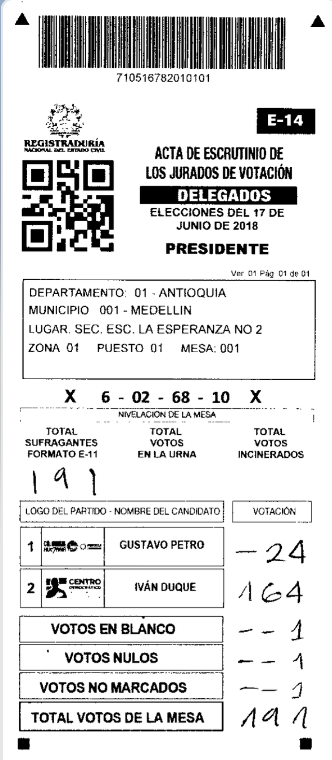 710516782010101
E-14
REGISTRADURÍA
NACIONAL DEL ESTADO CIVIL
ACTA DE ESCRUTINIO DE
LOS JURADOS DE VOTACIÓN
DELEGADOS
ELECCIONES DEL 17 DE
JUNIO DE 2018
PRESIDENTE
Ver 01 Pág 01 de 01
DEPARTAMENTO: 01 - ANTIOQUIA
MUNICIPIO 001 - MEDELLIN
LUGAR. SEC. ESC. LA ESPERANZA NO 2
ZONA 01 PUESTO 01 MESA: 001
X 6 - 02 - 68 - 10 X
NIVELACION DE LA MESA
TOTAL SUFRAGANTES FORMATO E-11
TOTAL VOTOS EN LA URNA
TOTAL VOTOS INCINERADOS
191
LOGO DEL PARTIDO - NOMBRE DEL CANDIDATO VOTACIÓN
1 GUSTAVO PETRO -24
2 CENTRO DEMOCRÁTICO IVÁN DUQUE 164
VOTOS EN BLANCO --1
VOTOS NULOS --1
VOTOS NO MARCADOS --1
TOTAL VOTOS DE LA MESA 191